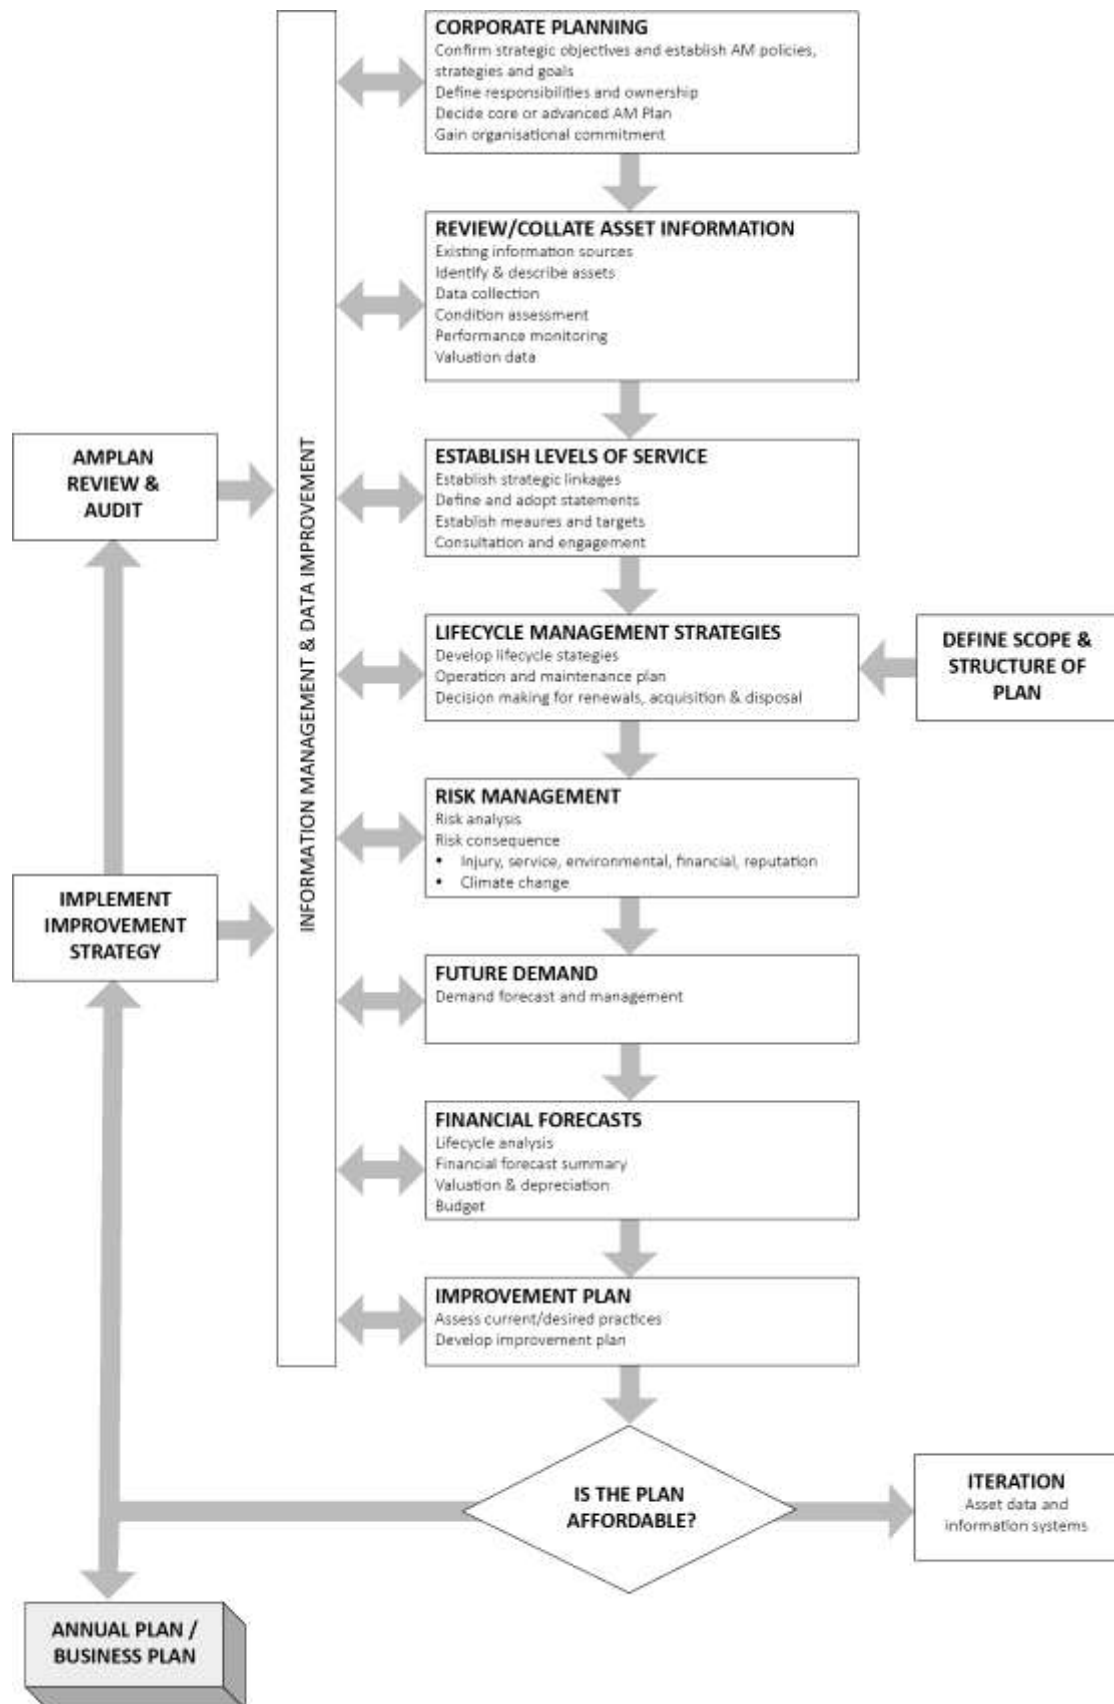 CORPORATE PLANNING
Confirm strategic objectives and establish AM policies,
strategies and goals
Define responsibilities and ownership
Decide core or advanced AM Plan
Gain organisational commitment
REVIEW/COLLATE ASSET INFORMATION
Existing information sources
Identify & describe assets
Data collection
Condition assessment
Performance monitoring
Valuation data
AMPLAN
REVIEW &
AUDIT
INFORMATION MANAGEMENT & DATA IMPROVEMENT
ESTABLISH LEVELS OF SERVICE
Establish strategic linkages
Define and adopt statements
Establish meaures and targets
Consultation and engagement
LIFECYCLE MANAGEMENT STRATEGIES
Develop lifecycle stategies
Operation and maintenance plan
Decision making for renewals, acquisition & disposal
DEFINE SCOPE &
STRUCTURE OF
PLAN
RISK MANAGEMENT
Risk analysis
Risk consequence
• Injury, service, environmental, financial, reputation
• Climate change
IMPLEMENT
IMPROVEMENT
STRATEGY
FUTURE DEMAND
Demand forecast and management
FINANCIAL FORECASTS
Lifecycle analysis
Financial forecast summary
Valuation & depreciation
Budget
IMPROVEMENT PLAN
Assess current/desired practices
Develop improvement plan
IS THE PLAN
AFFORDABLE?
ITERATION
Asset data and
information systems
ANNUAL PLAN /
BUSINESS PLAN